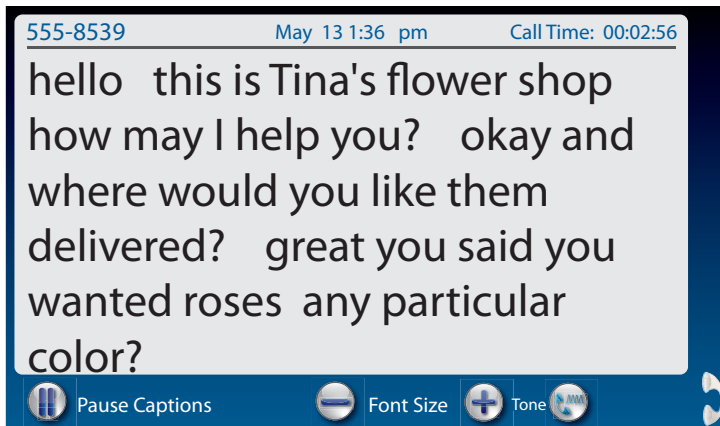 555-8539 May 13 1:36 pm Call Time: 00:02:56
hello this is Tina's flower shop
how may I help you? okay and
where would you like them
delivered? great you said you
wanted roses any particular
color?
Pause Captions Font Size Tone